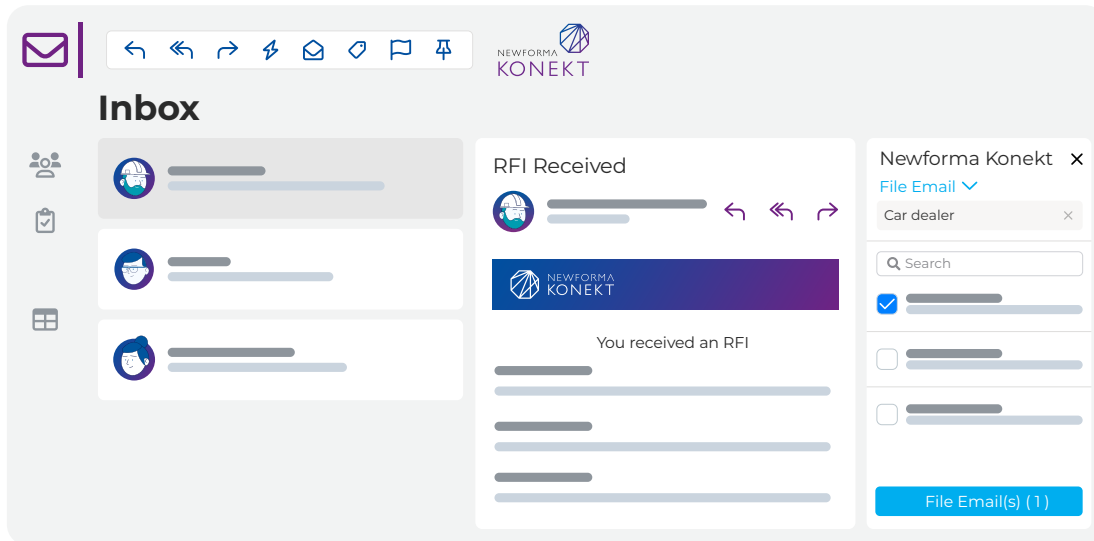 NEWFORMA
KONEKT
Inbox
RFI Received
NEWFORMA
KONEKT
You received an RFI
Newforma Konekt
File Email
Car dealer
Search
File Email(s) ( 1 )